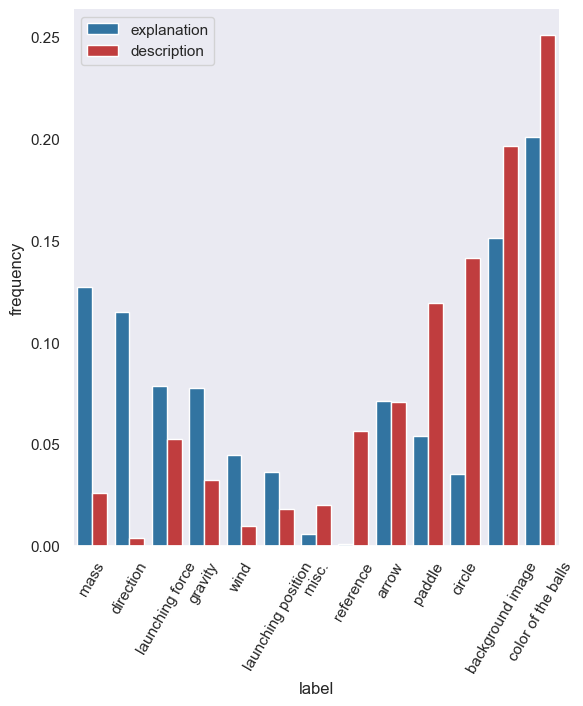 explanation
description
0.25
0.20
0.15
0.10
0.05
0.00
frequency
mass
direction
launching force
gravity
wind
launching position
misc.
reference
arrow
paddle
circle
background image
color of the balls
label